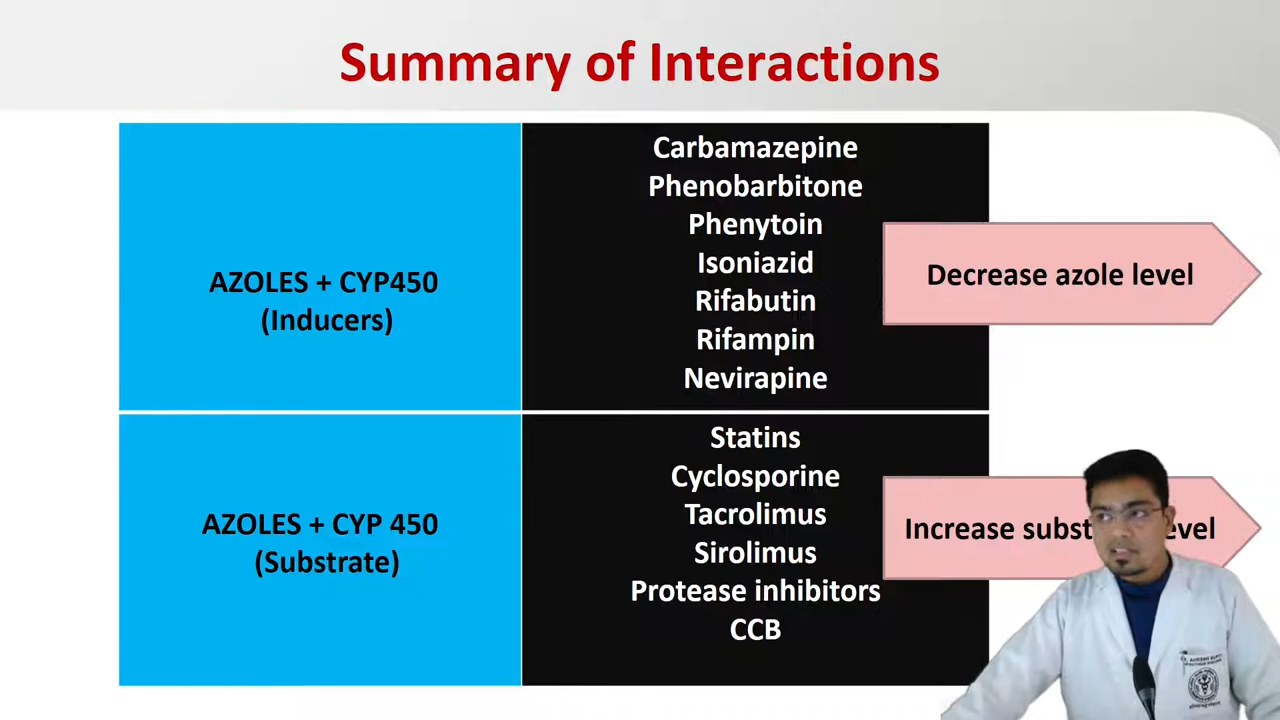 Summary of Interactions
AZOLES + CYP450
(Inducers)
Carbamazepine
Phenobarbitone
Phenytoin
Isoniazid
Rifabutin
Rifampin
Nevirapine
Decrease azole level
AZOLES + CYP 450
(Substrate)
Statins
Cyclosporine
Tacrolimus
Sirolimus
Protease inhibitors
CCB
Increase subst evel